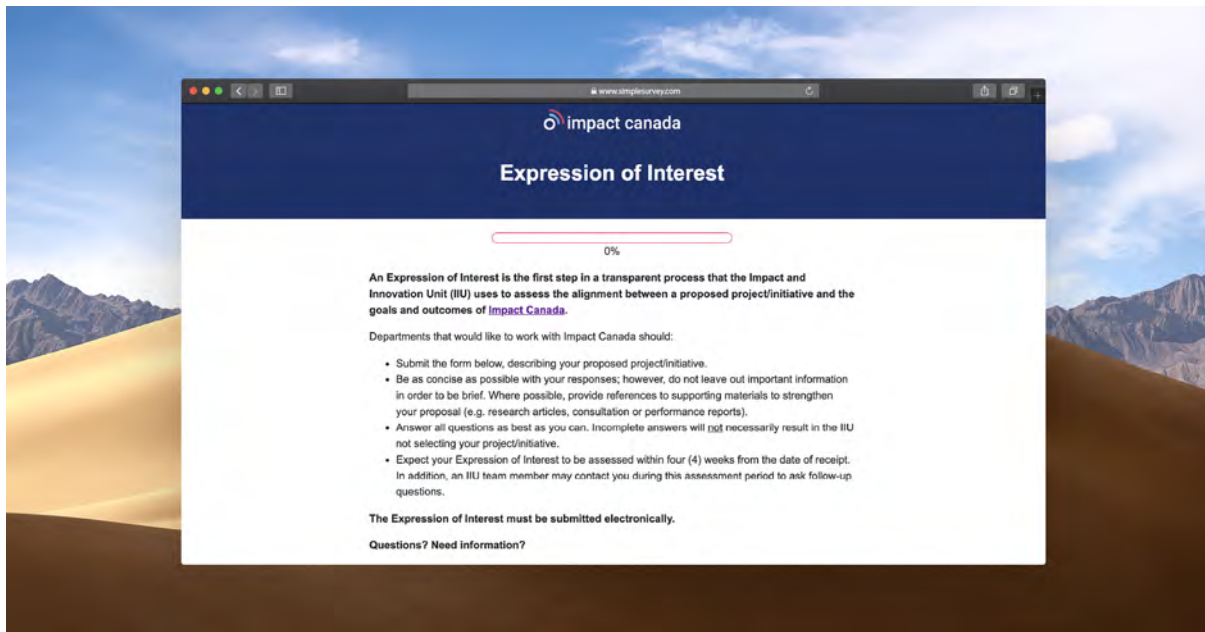 www.simplesurvey.com
impact canada
Expression of Interest
0%
An Expression of Interest is the first step in a transparent process that the Impact and
Innovation Unit (IIU) uses to assess the alignment between a proposed project/initiative and the
goals and outcomes of Impact Canada.
Departments that would like to work with Impact Canada should:
• Submit the form below, describing your proposed project/initiative.
• Be as concise as possible with your responses; however, do not leave out important information
in order to be brief. Where possible, provide references to supporting materials to strengthen
your proposal (e.g. research articles, consultation or performance reports).
• Answer all questions as best as you can. Incomplete answers will not necessarily result in the IIU
not selecting your project/initiative.
• Expect your Expression of Interest to be assessed within four (4) weeks from the date of receipt.
In addition, an IIU team member may contact you during this assessment period to ask follow-up
questions.
The Expression of Interest must be submitted electronically.
Questions? Need information?